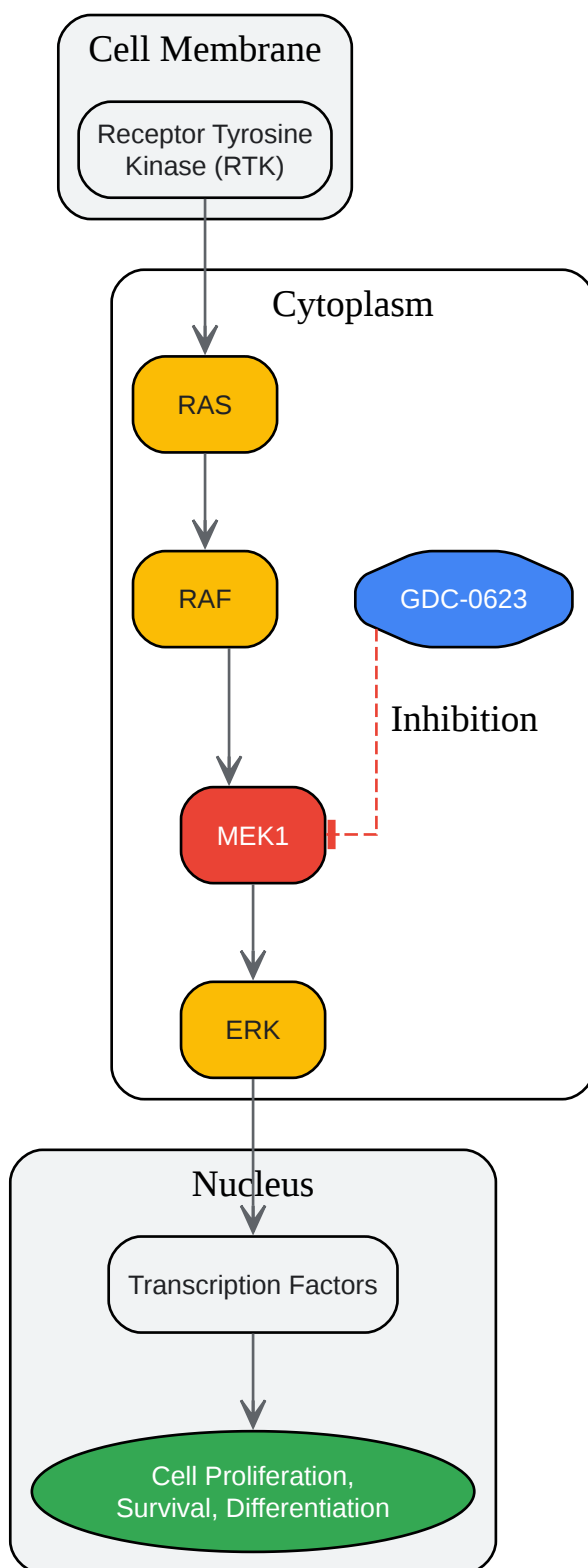 Cell Membrane
Receptor Tyrosine
Kinase (RTK)
Cytoplasm
RAS
RAF
GDC-0623
Inhibition
MEK1
ERK
Nucleus
Transcription Factors
Cell Proliferation,
Survival, Differentiation